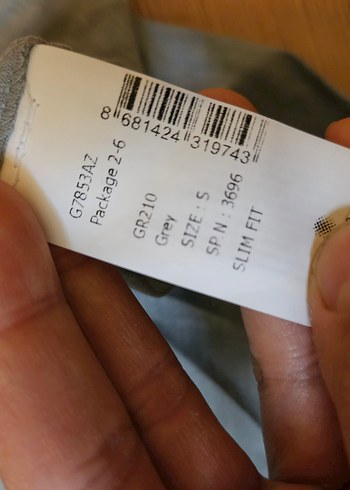 8 681424 319743
G7853AZ
Package 2-6
GR210
Grey
SIZE : S
SP N : 3696
SLIM FIT